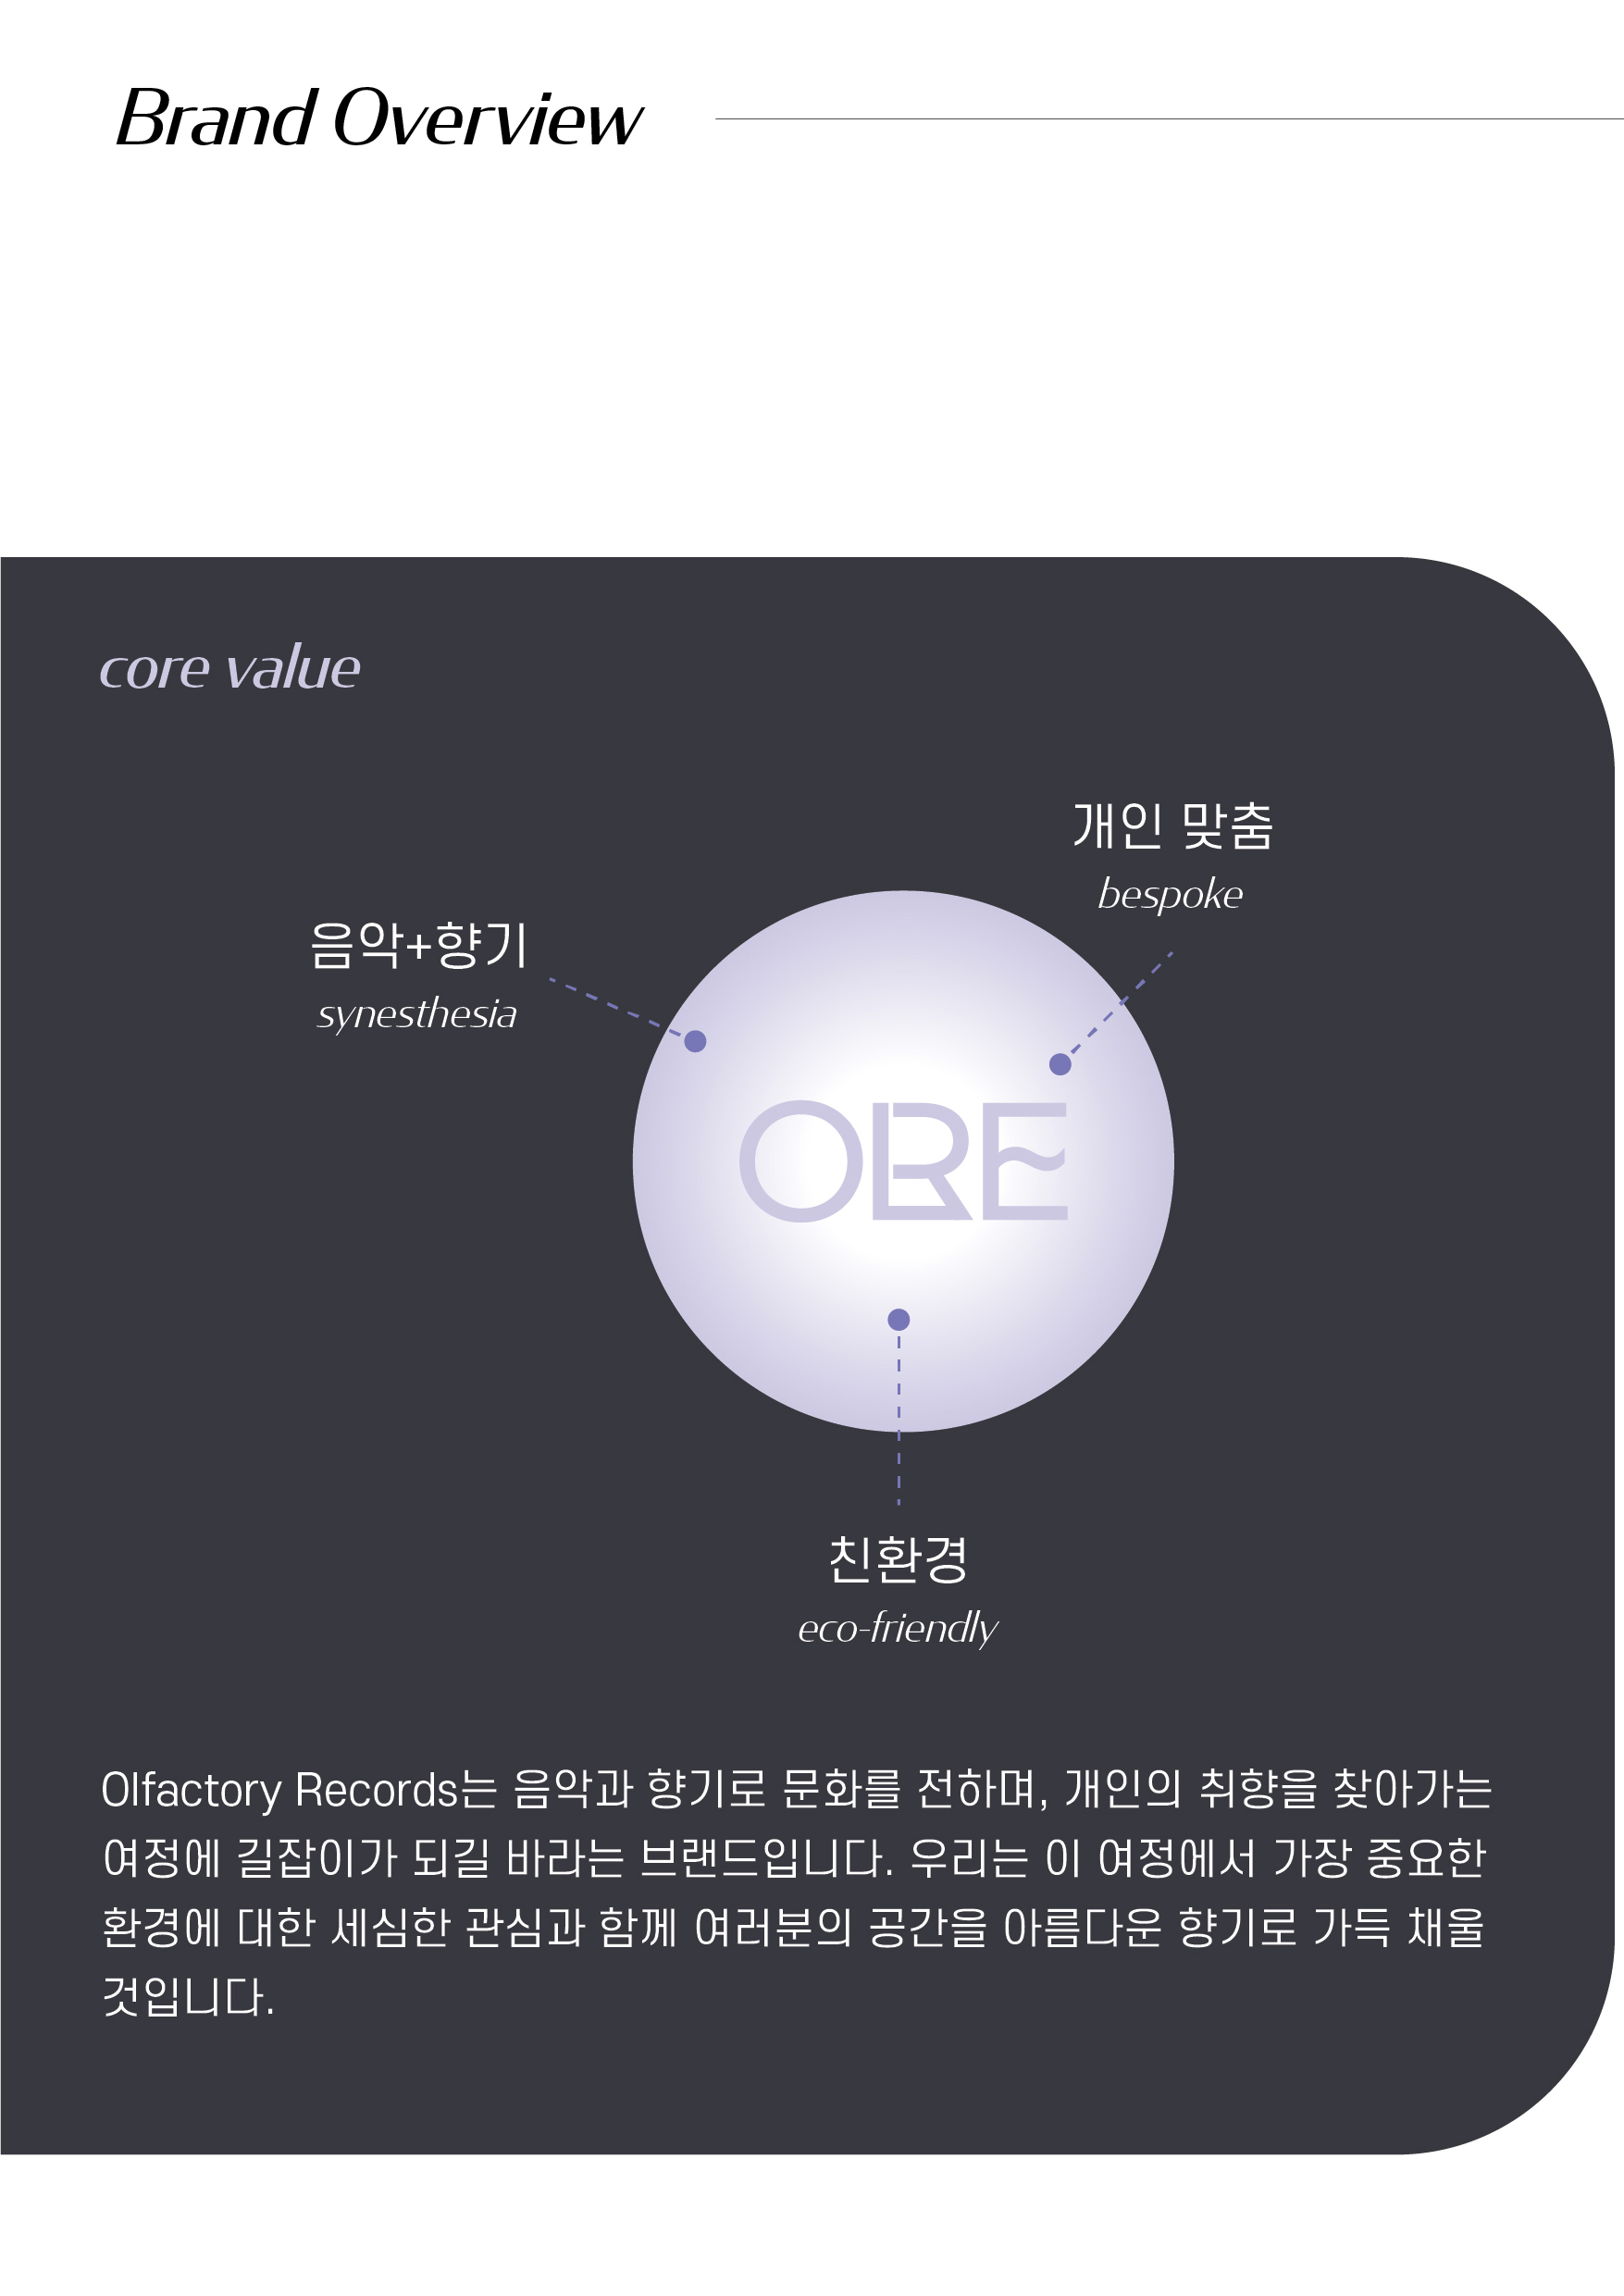 Brand Overview
core value
개인 맞춤
bespoke
음악+향기
synesthesia
ORE
친환경
eco-friendly
Olfactory Records는 음악과 향기로 문화를 전하며, 개인의 취향을 찾아가는
여정에 길잡이가 되길 바라는 브랜드입니다. 우리는 이 여정에서 가장 중요한
환경에 대한 세심한 관심과 함께 여러분의 공간을 아름다운 향기로 가득 채울
것입니다.